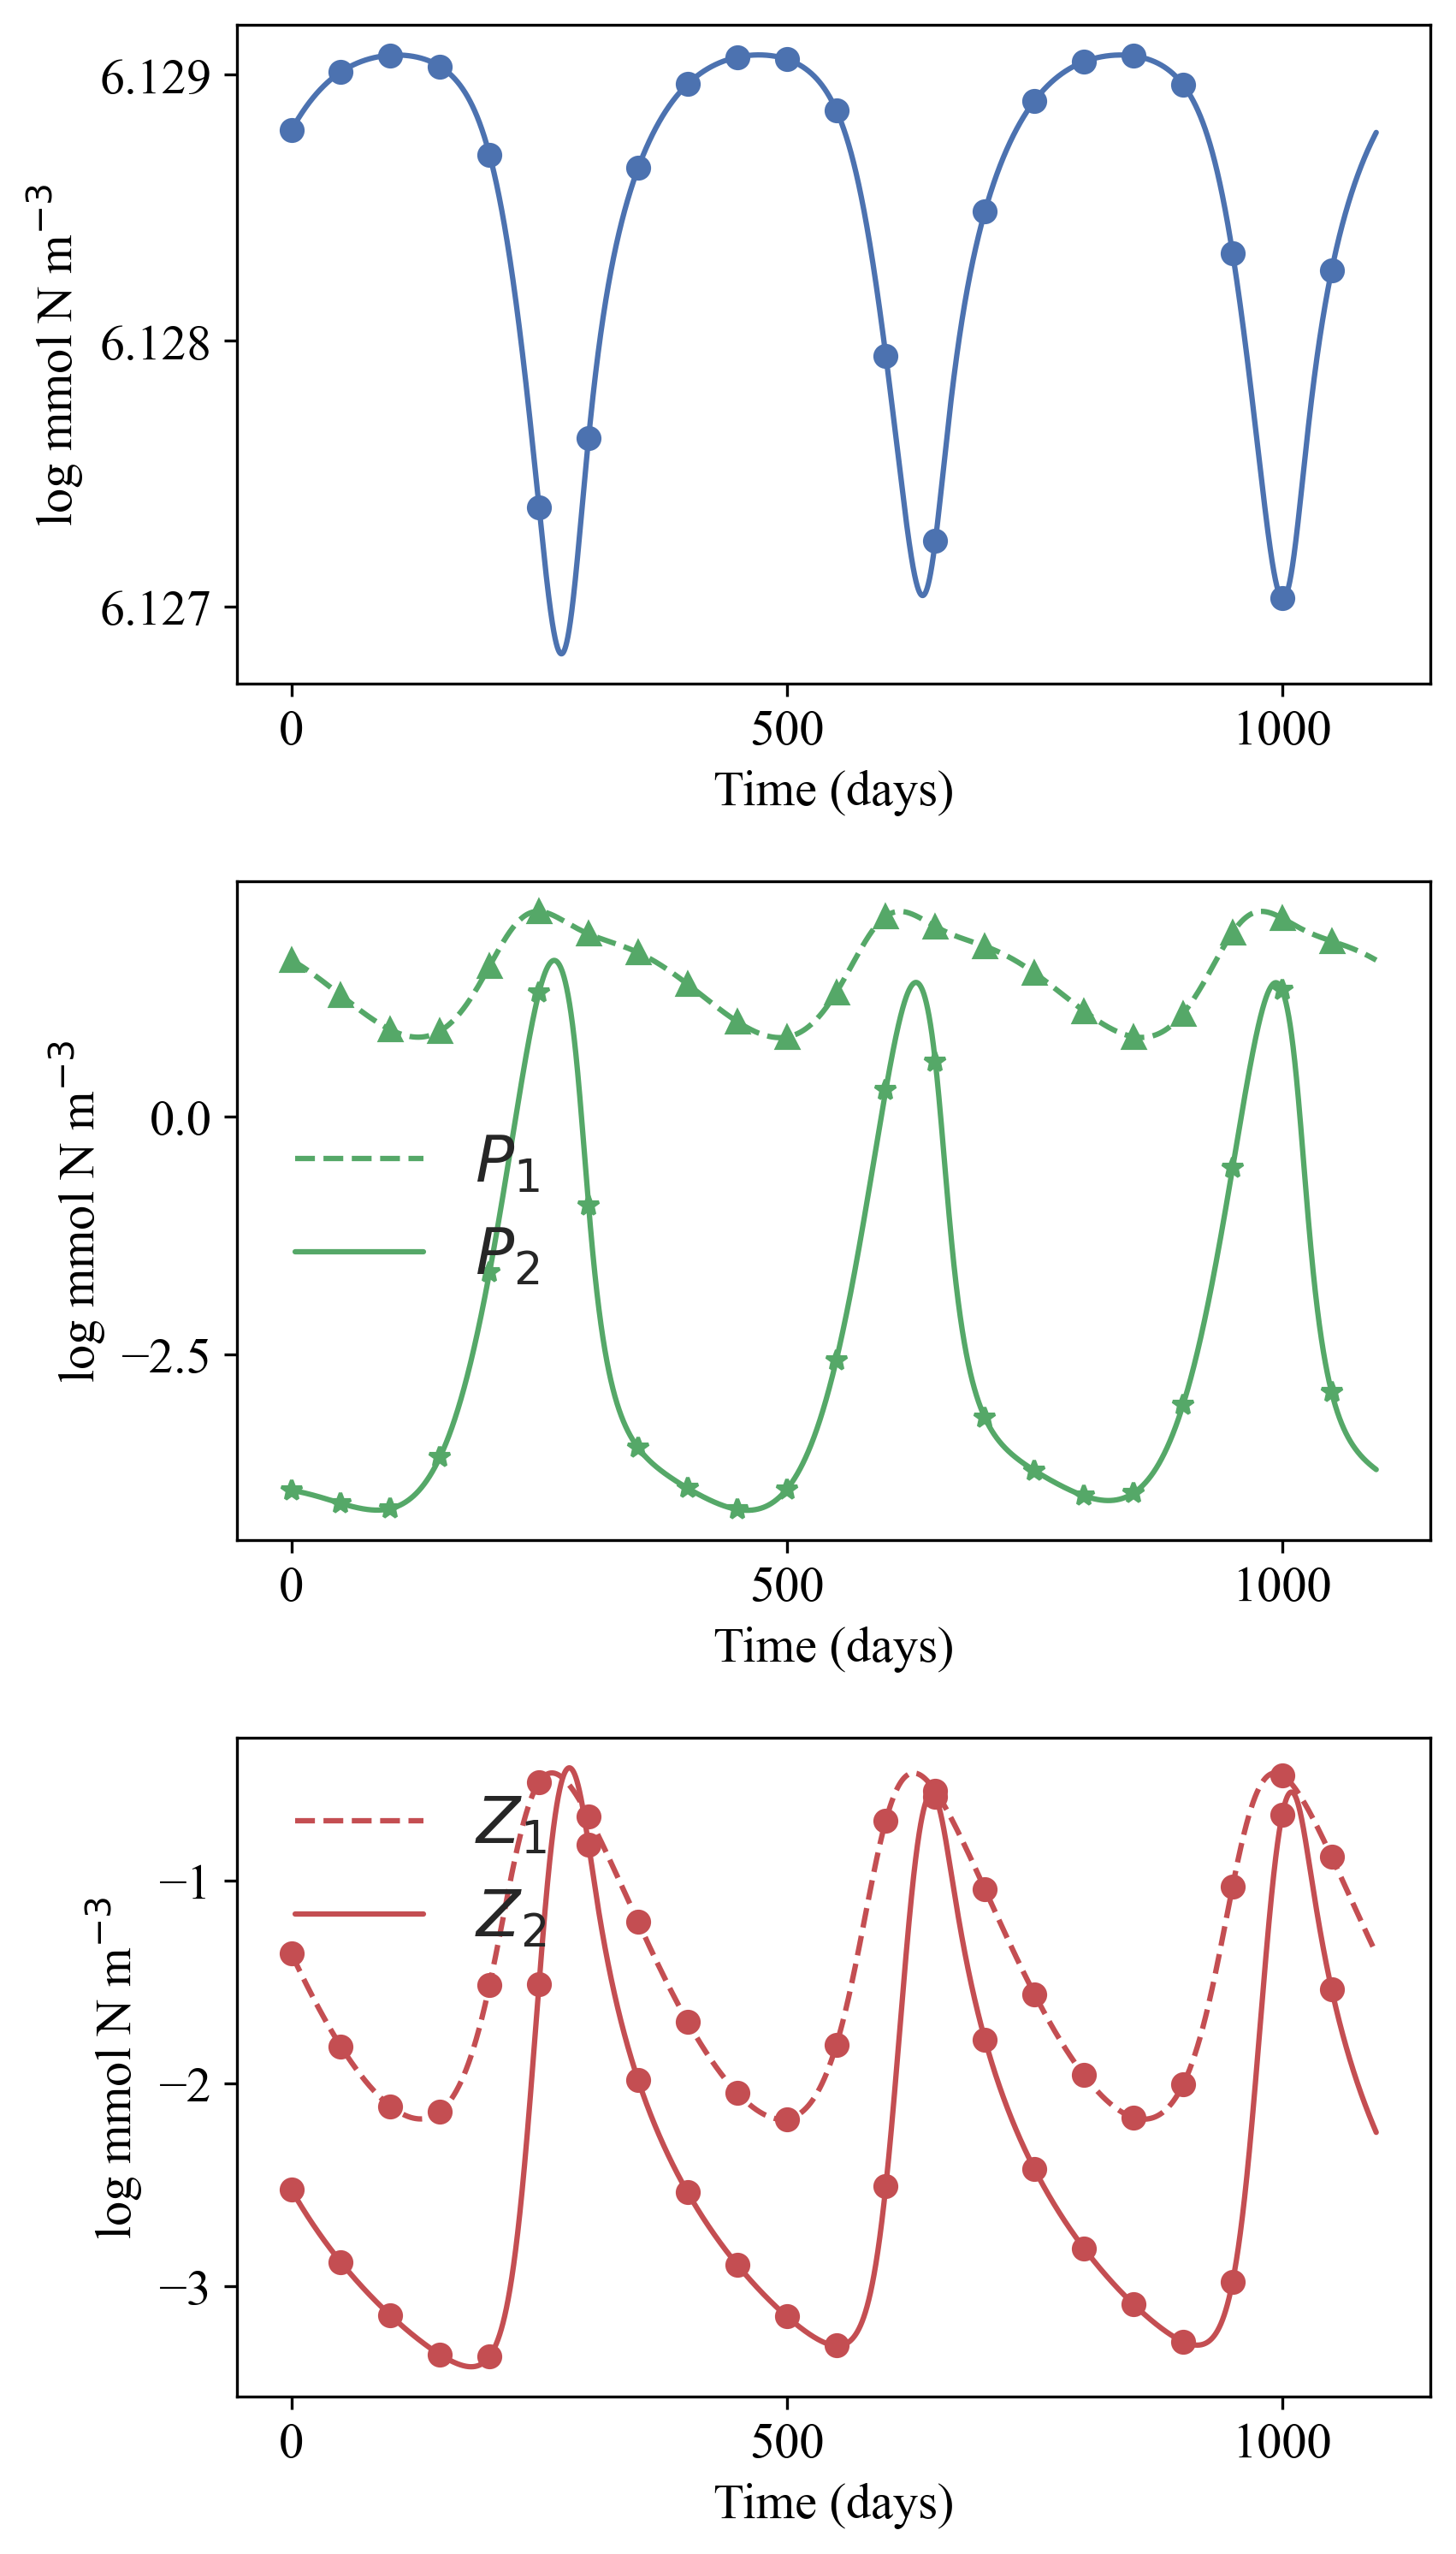 log mmol N m⁻³
6.129
6.128
6.127
0 500 1000
Time (days)
log mmol N m⁻³
0.0
−2.5
P₁
P₂
0 500 1000
Time (days)
log mmol N m⁻³
−1
−2
−3
Z₁
Z₂
0 500 1000
Time (days)